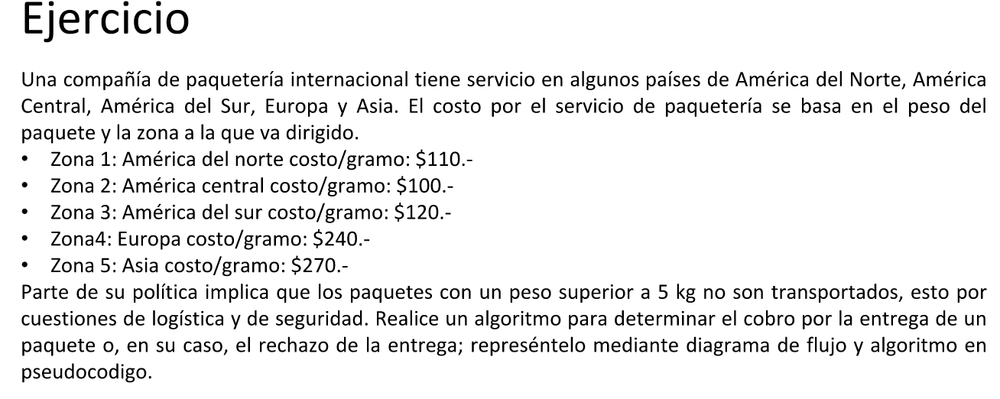 Ejercicio
Una compañía de paquetería internacional tiene servicio en algunos países de América del Norte, América
Central, América del Sur, Europa y Asia. El costo por el servicio de paquetería se basa en el peso del
paquete y la zona a la que va dirigido.
• Zona 1: América del norte costo/gramo: $110.-
• Zona 2: América central costo/gramo: $100.-
• Zona 3: América del sur costo/gramo: $120.-
• Zona4: Europa costo/gramo: $240.-
• Zona 5: Asia costo/gramo: $270.-
Parte de su política implica que los paquetes con un peso superior a 5 kg no son transportados, esto por
cuestiones de logística y de seguridad. Realice un algoritmo para determinar el cobro por la entrega de un
paquete o, en su caso, el rechazo de la entrega; represéntelo mediante diagrama de flujo y algoritmo en
pseudocodigo.